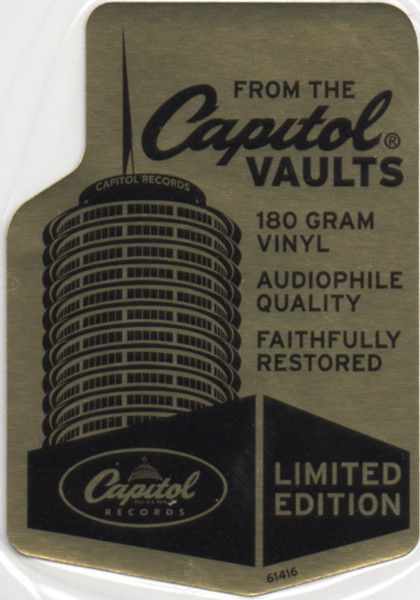 FROM THE
Capitol®
VAULTS
CAPITOL RECORDS
180 GRAM
VINYL
AUDIOPHILE
QUALITY
FAITHFULLY
RESTORED
Capitol
RECORDS
LIMITED
EDITION
61416